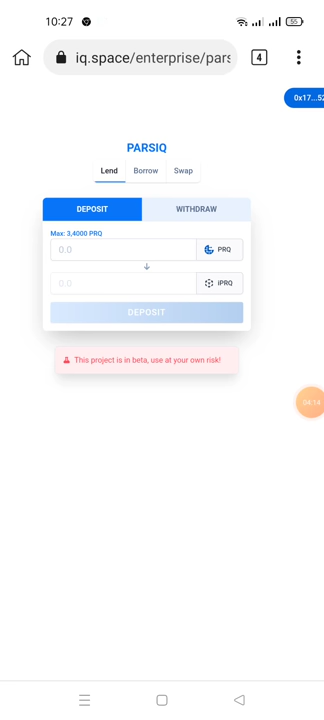 10:27
55
iq.space/enterprise/pars
4
0x17...52
PARSIQ
Lend Borrow Swap
DEPOSIT WITHDRAW
Max: 3,4000 PRQ
0.0 PRQ
0.0 iPRQ
DEPOSIT
This project is in beta, use at your own risk!
04:14